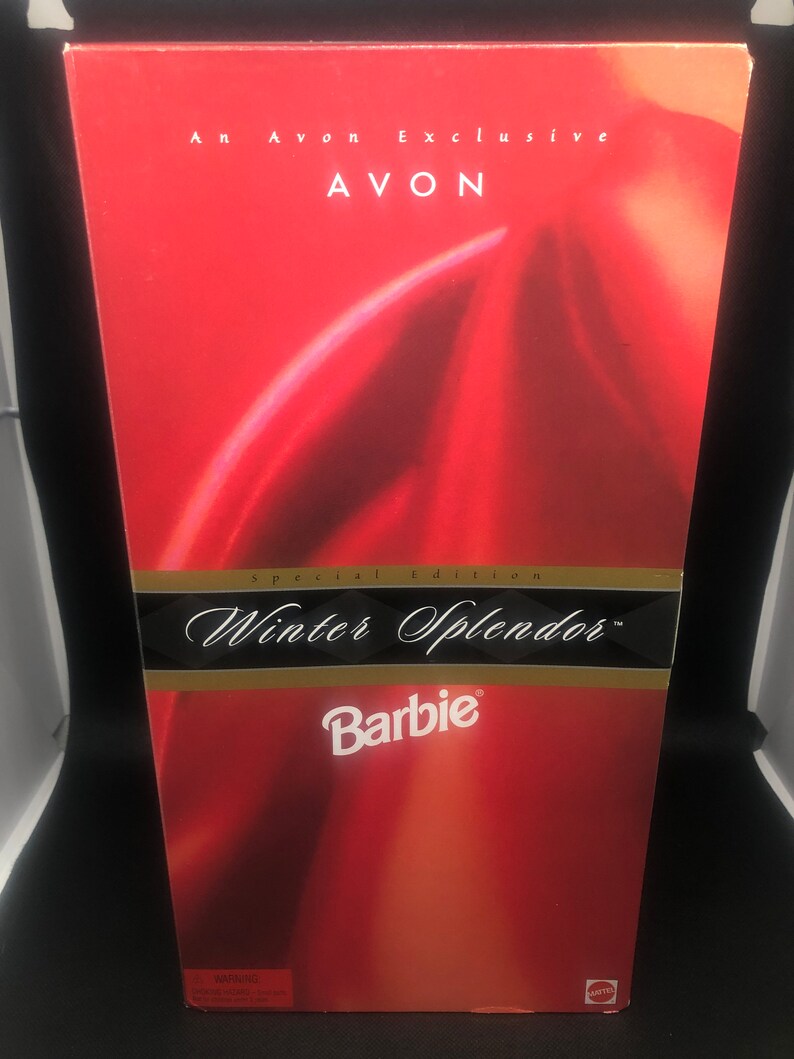 An Avon Exclusive
AVON
Special Edition
Winter Splendor™
Barbie®
WARNING:
MATTEL